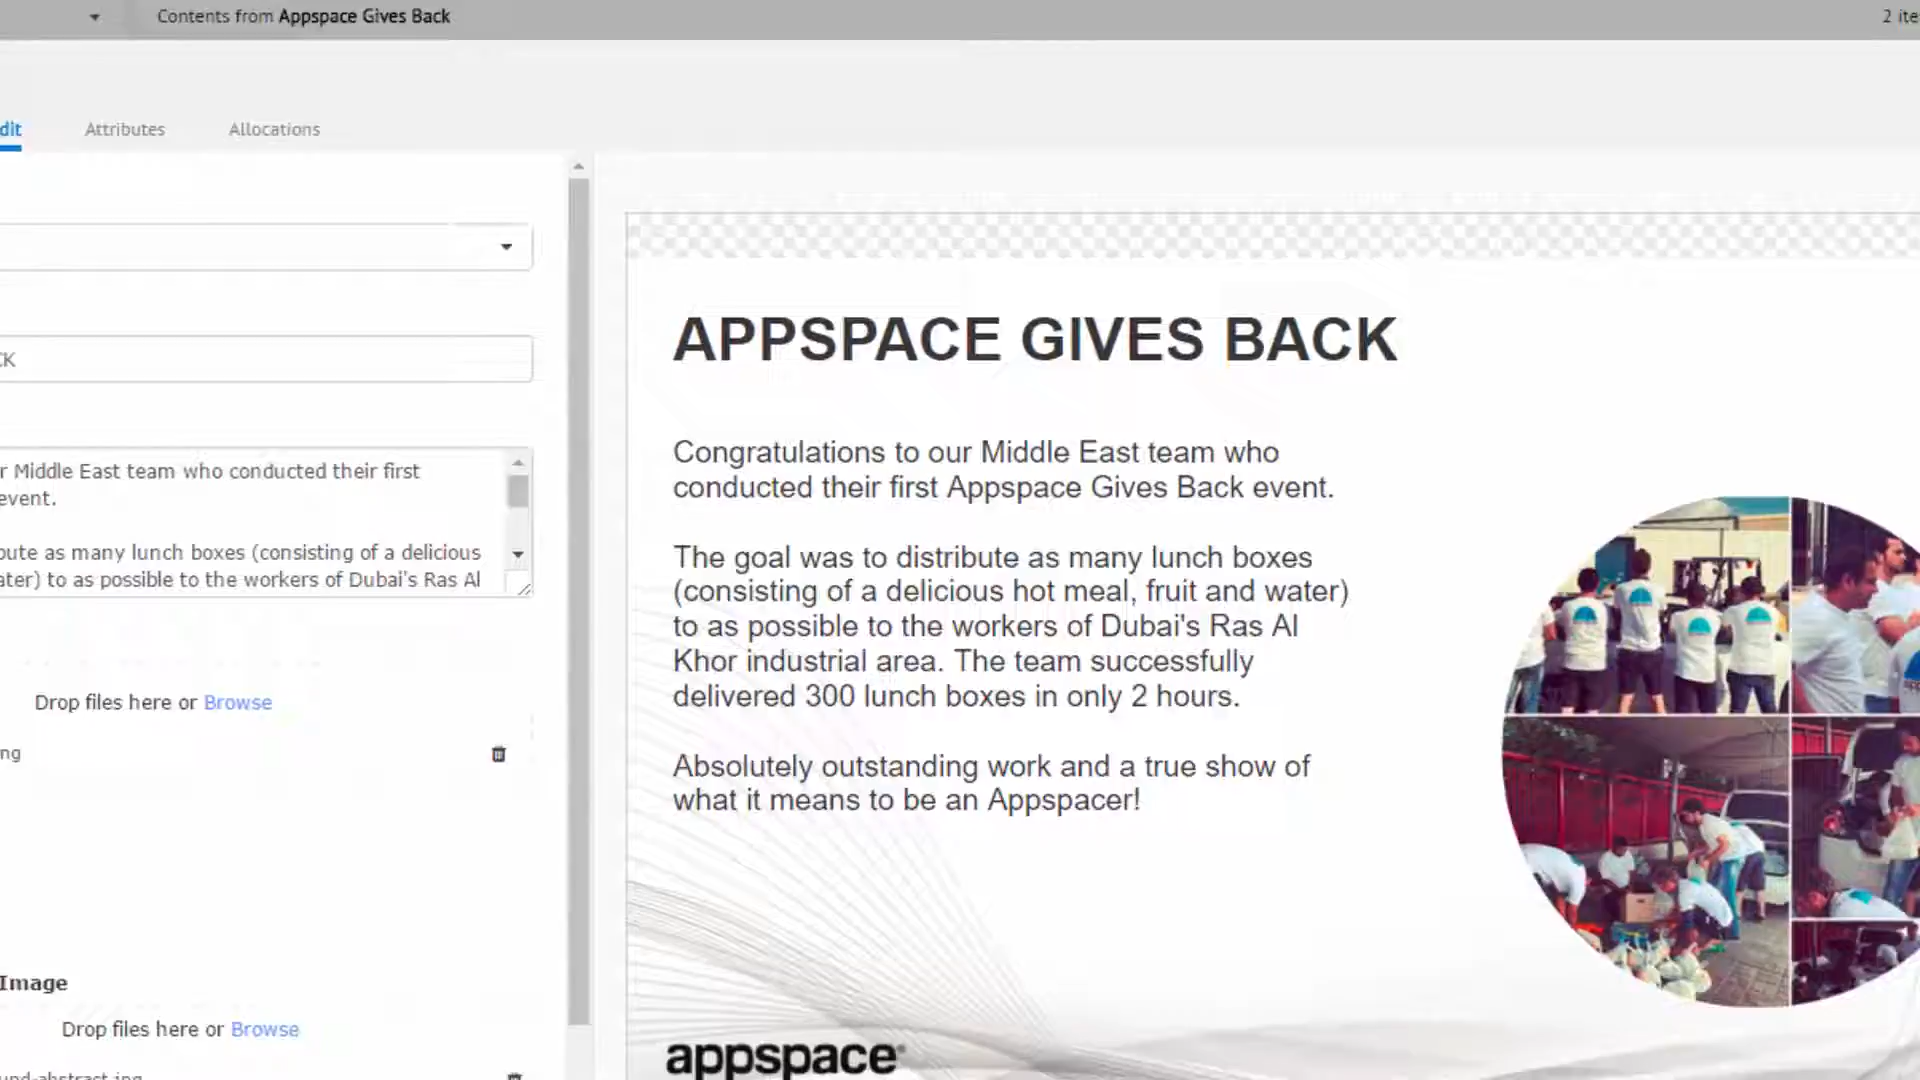 Contents from Appspace Gives Back
2 ite
dit
Attributes
Allocations
CK
r Middle East team who conducted their first
event.
bute as many lunch boxes (consisting of a delicious
ater) to as possible to the workers of Dubai's Ras Al
Drop files here or Browse
ng
Image
Drop files here or Browse
und-abstract.jpg
APPSPACE GIVES BACK
Congratulations to our Middle East team who
conducted their first Appspace Gives Back event.
The goal was to distribute as many lunch boxes
(consisting of a delicious hot meal, fruit and water)
to as possible to the workers of Dubai's Ras Al
Khor industrial area. The team successfully
delivered 300 lunch boxes in only 2 hours.
Absolutely outstanding work and a true show of
what it means to be an Appspacer!
appspace